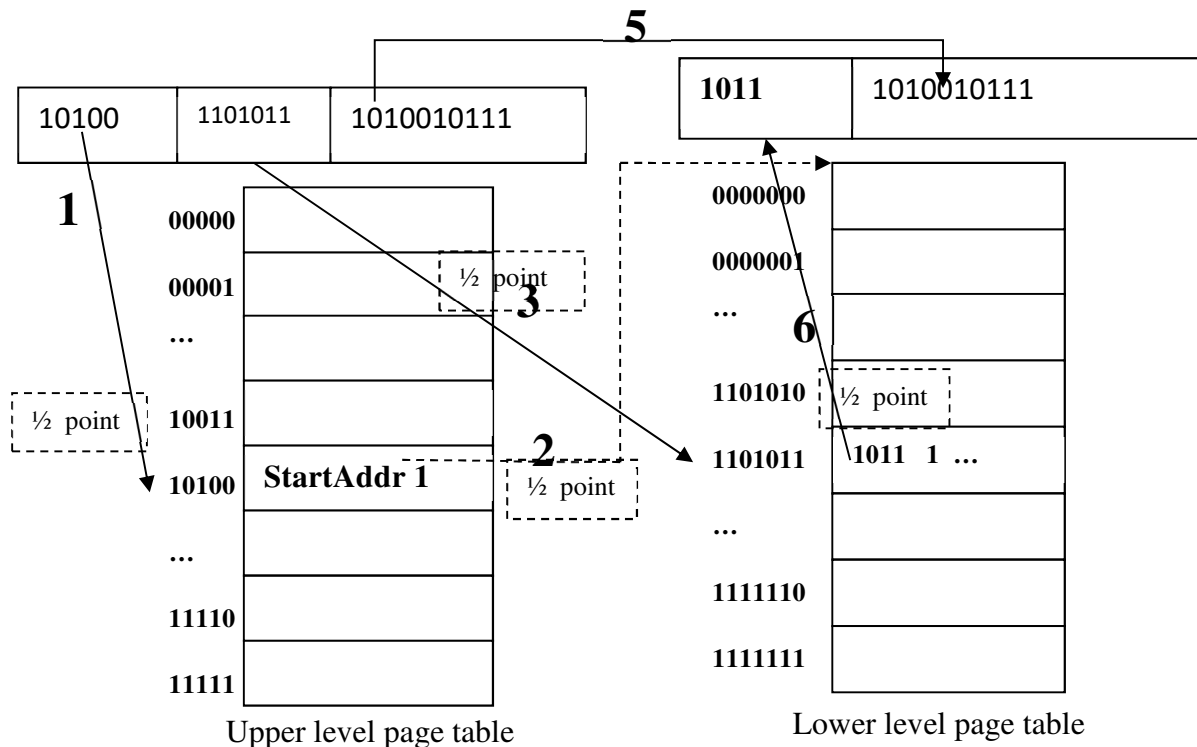 5
10100 1101011 1010010111
1011 1010010111
1
00000
00001
½ point
3
...
10011
½ point
10100 StartAddr 1
2
½ point
...
11110
11111
Upper level page table
0000000
0000001
...
6
1101010
½ point
1101011 1011 1 ...
...
1111110
1111111
Lower level page table